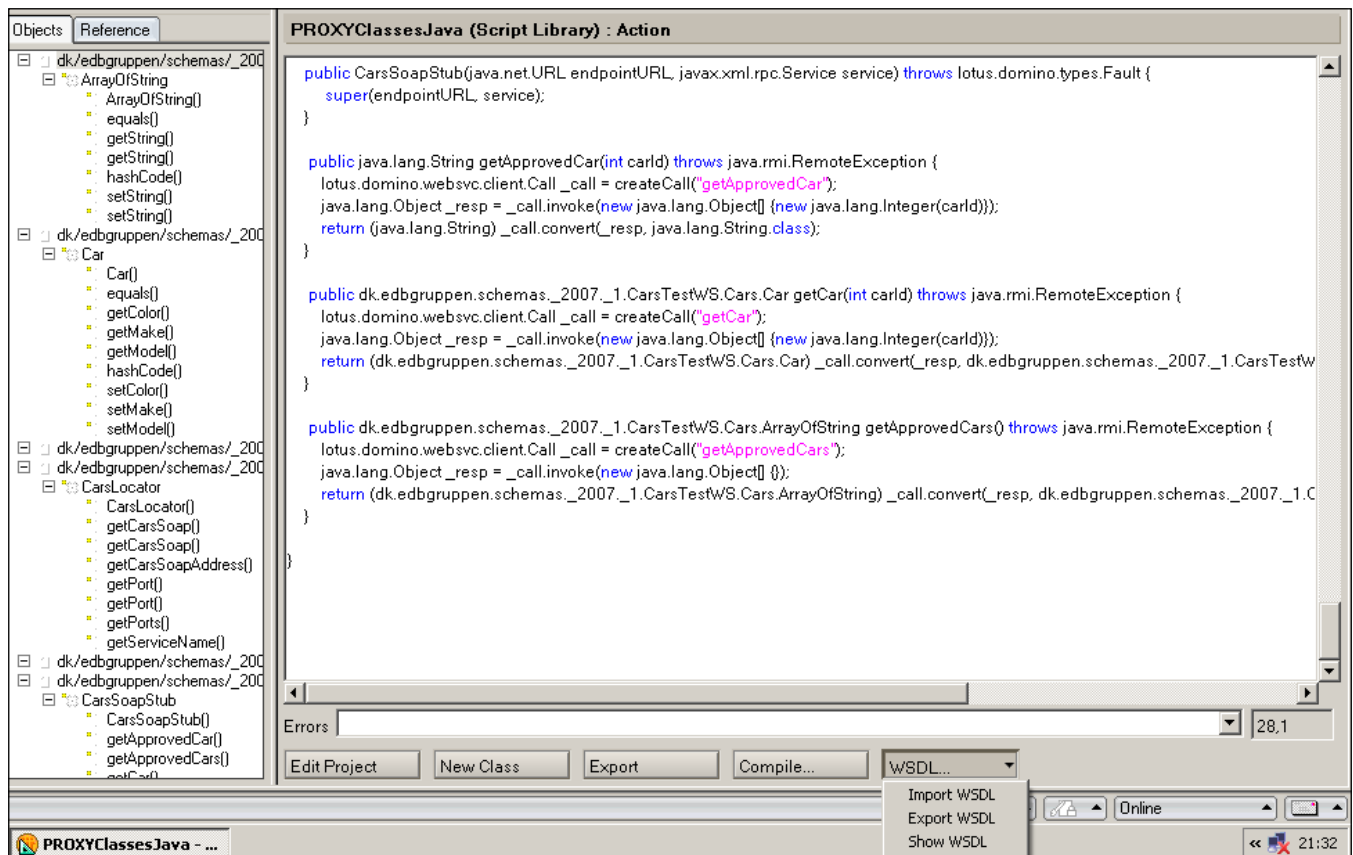 Objects
Reference
dk/edbgruppen/schemas/_200
ArrayOfString
ArrayOfString()
equals()
getString()
getString()
hashCode()
setString()
setString()
dk/edbgruppen/schemas/_200
Car
Car()
equals()
getColor()
getMake()
getModel()
hashCode()
setColor()
setMake()
setModel()
dk/edbgruppen/schemas/_200
dk/edbgruppen/schemas/_200
CarsLocator
CarsLocator()
getCarsSoap()
getCarsSoap()
getCarsSoapAddress()
getPort()
getPort()
getPorts()
getServiceName()
dk/edbgruppen/schemas/_200
dk/edbgruppen/schemas/_200
CarsSoapStub
CarsSoapStub()
getApprovedCar()
getApprovedCars()
getCar()
PROXYClassesJava (Script Library) : Action
public CarsSoapStub(java.net.URL endpointURL, javax.xml.rpc.Service service) throws lotus.domino.types.Fault {
super(endpointURL, service);
}
public java.lang.String getApprovedCar(int carId) throws java.rmi.RemoteException {
lotus.domino.websvc.client.Call _call = createCall("getApprovedCar");
java.lang.Object _resp = _call.invoke(new java.lang.Object[] {new java.lang.Integer(carId)});
return (java.lang.String) _call.convert(_resp, java.lang.String.class);
}
public dk.edbgruppen.schemas._2007._1.CarsTestWS.Cars.Car getCar(int carId) throws java.rmi.RemoteException {
lotus.domino.websvc.client.Call _call = createCall("getCar");
java.lang.Object _resp = _call.invoke(new java.lang.Object[] {new java.lang.Integer(carId)});
return (dk.edbgruppen.schemas._2007._1.CarsTestWS.Cars.Car) _call.convert(_resp, dk.edbgruppen.schemas._2007._1.CarsTestW
}
public dk.edbgruppen.schemas._2007._1.CarsTestWS.Cars.ArrayOfString getApprovedCars() throws java.rmi.RemoteException {
lotus.domino.websvc.client.Call _call = createCall("getApprovedCars");
java.lang.Object _resp = _call.invoke(new java.lang.Object[] {});
return (dk.edbgruppen.schemas._2007._1.CarsTestWS.Cars.ArrayOfString) _call.convert(_resp, dk.edbgruppen.schemas._2007._1.C
}
}
Errors
28,1
Edit Project
New Class
Export
Compile...
WSDL...
Import WSDL
Export WSDL
Show WSDL
Online
PROXYClassesJava - ...
« 21:32